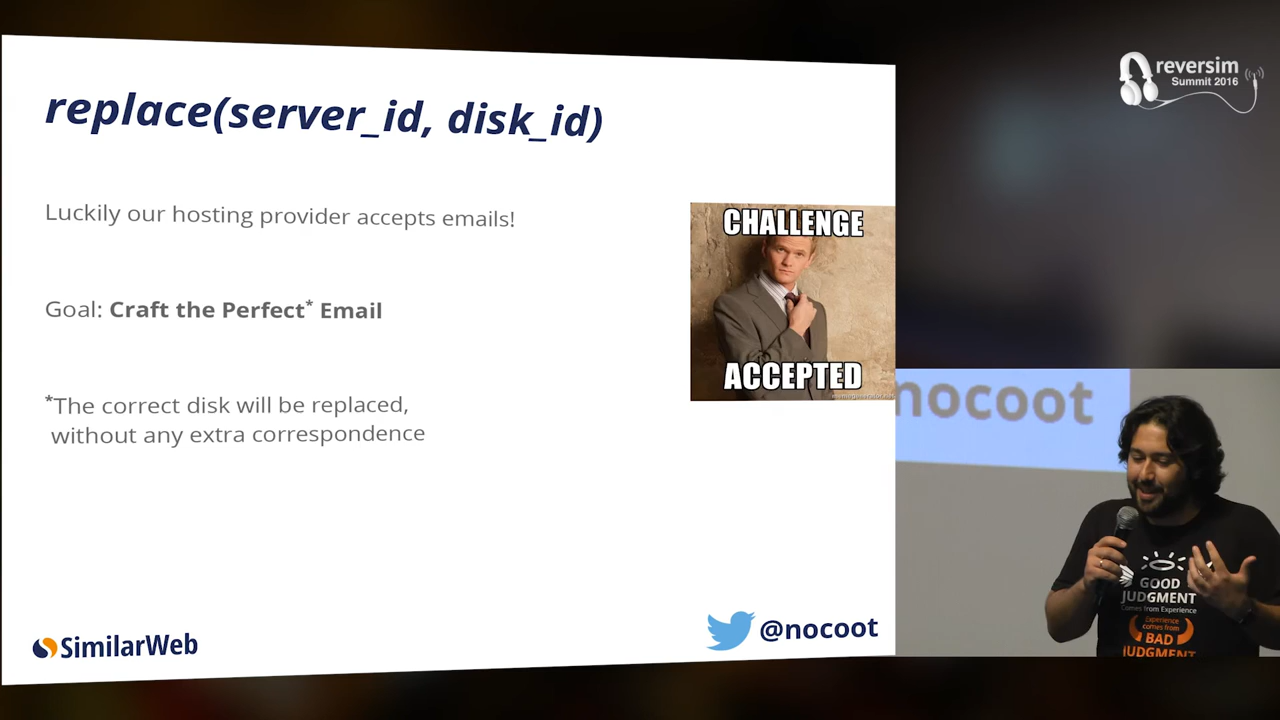 replace(server_id, disk_id)
Luckily our hosting provider accepts emails!
Goal: Craft the Perfect* Email
*The correct disk will be replaced,
without any extra correspondence
CHALLENGE
ACCEPTED
SimilarWeb
@nocoot
reversim
Summit 2016
nocoot
GOOD
JUDGMENT
Comes from Experience
Experience
comes from
BAD
JUDGMENT